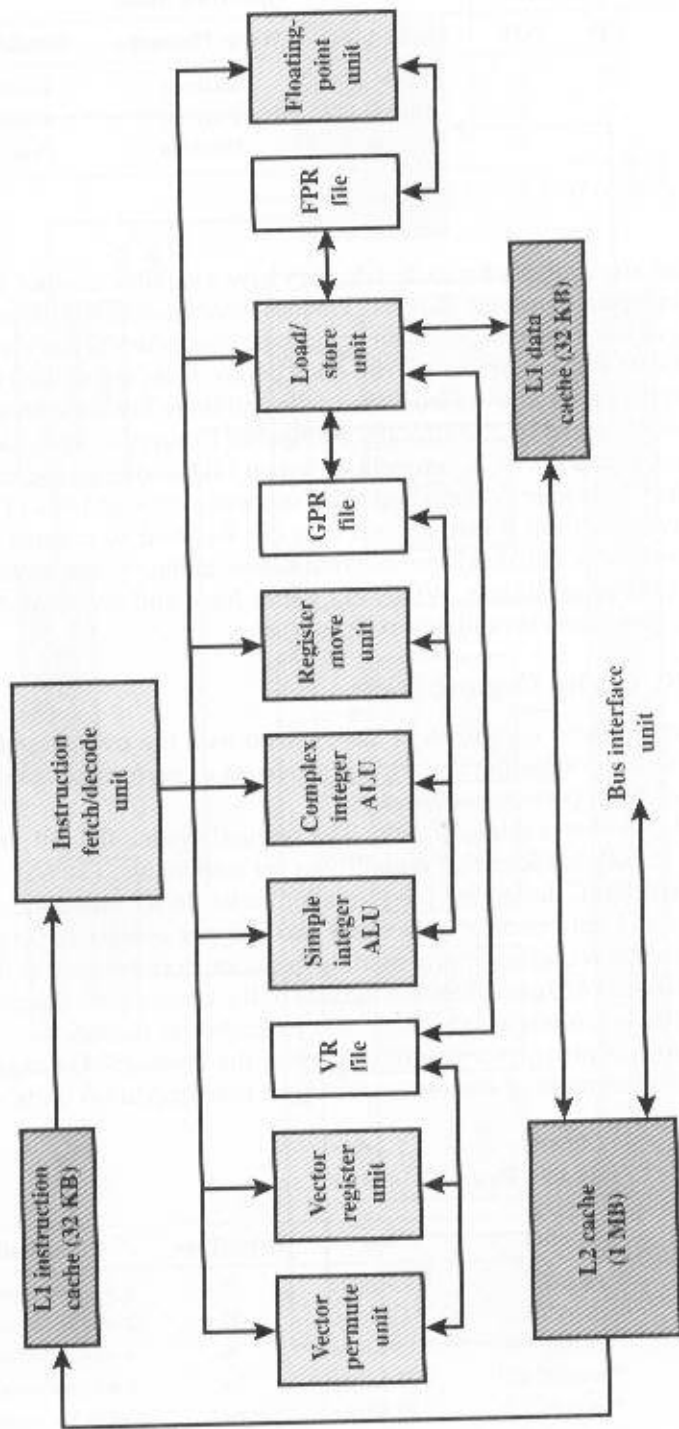 L1 instruction
cache (32 KB)
Instruction
fetch/decode
unit
Vector
permute
unit
Vector
register
unit
VR
file
Simple
integer
ALU
Complex
integer
ALU
Register
move
unit
GPR
file
Load/
store
unit
FPR
file
Floating-
point
unit
L2 cache
(1 MB)
Bus interface
unit
L1 data
cache (32 KB)